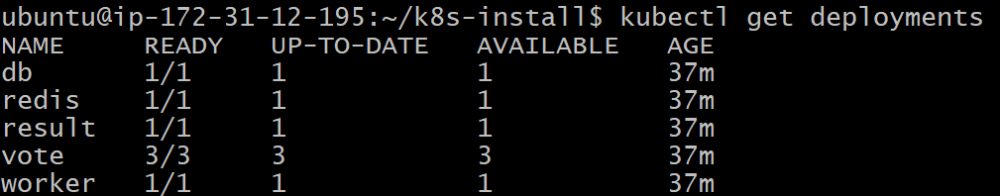 ubuntu@ip-172-31-12-195:~/k8s-install$ kubectl get deployments
NAME     READY   UP-TO-DATE   AVAILABLE   AGE
db       1/1     1            1           37m
redis    1/1     1            1           37m
result   1/1     1            1           37m
vote     3/3     3            3           37m
worker   1/1     1            1           37m